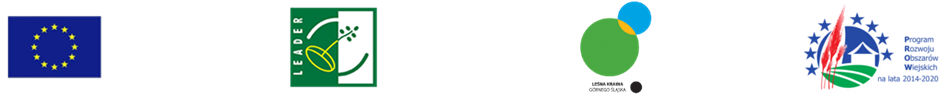 LEADER
LEŚNA KRAINA
GÓRNEGO ŚLĄSKA
Program
Rozwoju
Obszarów
Wiejskich
na lata 2014-2020